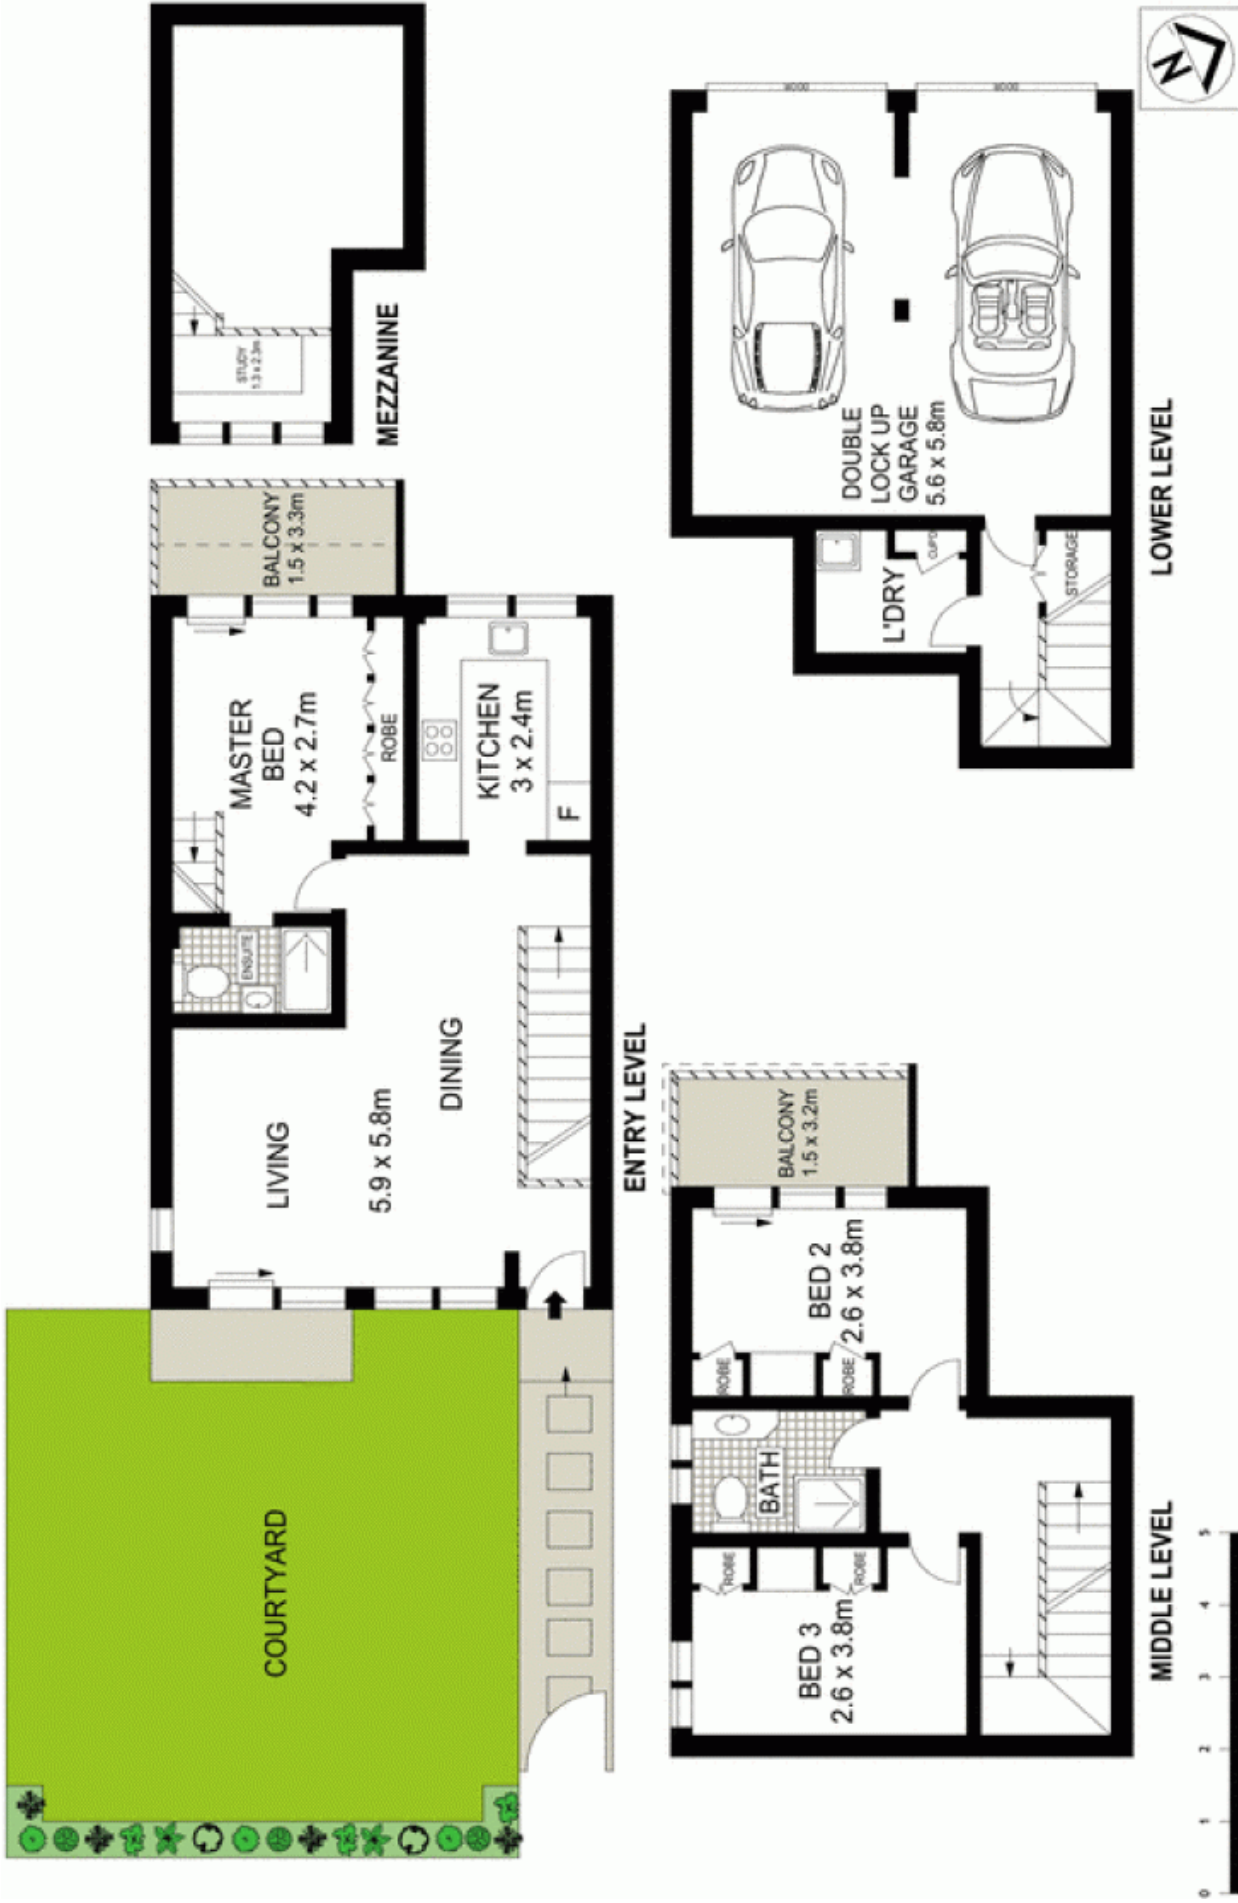 STUDY
1.3 x 2.3m
MEZZANINE
BALCONY
1.5 x 3.3m
MASTER
BED
4.2 x 2.7m
ROBE
KITCHEN
3 x 2.4m
F
ENSUITE
LIVING
5.9 x 5.8m
DINING
COURTYARD
ENTRY LEVEL
N
DOUBLE
LOCK UP
GARAGE
5.6 x 5.8m
L'DRY
CUP'D
STORAGE
LOWER LEVEL
BALCONY
1.5 x 3.2m
BED 2
2.6 x 3.8m
ROBE
ROBE
BATH
ROBE
ROBE
BED 3
2.6 x 3.8m
MIDDLE LEVEL
0 1 2 3 4 5